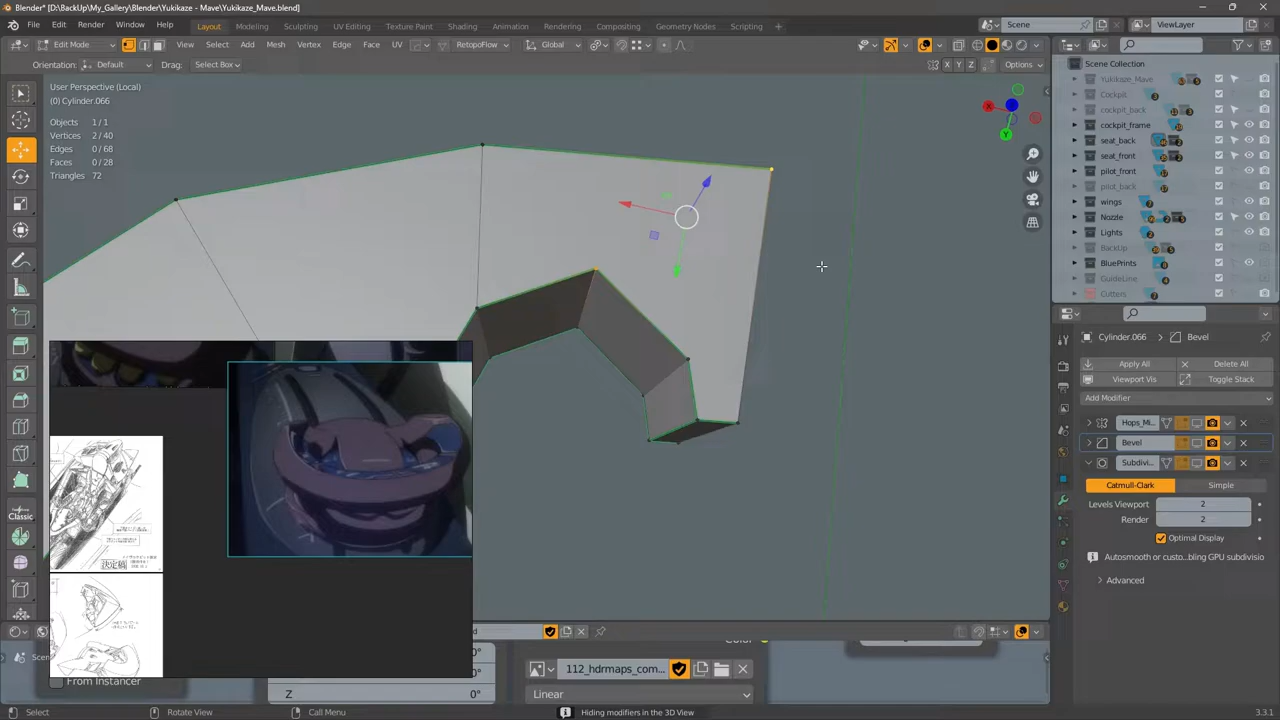 Blender* [D:\BackUp\My_Gallery\Blender\Yukikaze - Mave\Yukikaze_Mave.blend]
File Edit Render Window Help Layout Modeling Sculpting UV Editing Texture Paint Shading Animation Rendering Compositing Geometry Nodes Scripting + Scene ViewLayer
Edit Mode View Select Add Mesh Vertex Edge Face UV RetopoFlow Global
Orientation: Default Drag: Select Box X Y Z Options
User Perspective (Local)
(0) Cylinder.066
Objects 1/1
Vertices 2/40
Edges 0/68
Faces 0/28
Triangles 72
X
Y
Classic
Scene Collection
Yukikaze_Mave
Cockpit
cockpit_back
cockpit_frame
seat_back
seat_front
pilot_front
pilot_back
wings
Nozzle
Lights
BackUp
BluePrints
GuideLine
Cutters
Cylinder.066 > Bevel
Apply All Delete All
Viewport Vis Toggle Stack
Add Modifier
Hops_Mi...
Bevel
Subdivi...
Catmull-Clark Simple
Levels Viewport 2
Render 2
Optimal Display
Autosmooth or custo...bling GPU subdivisio
Advanced
決定稿
From Instancer
0°
0°
Z 0°
112_hdrmaps_com...
Linear
Select Rotate View Call Menu Hiding modifiers in the 3D View 3.3.1